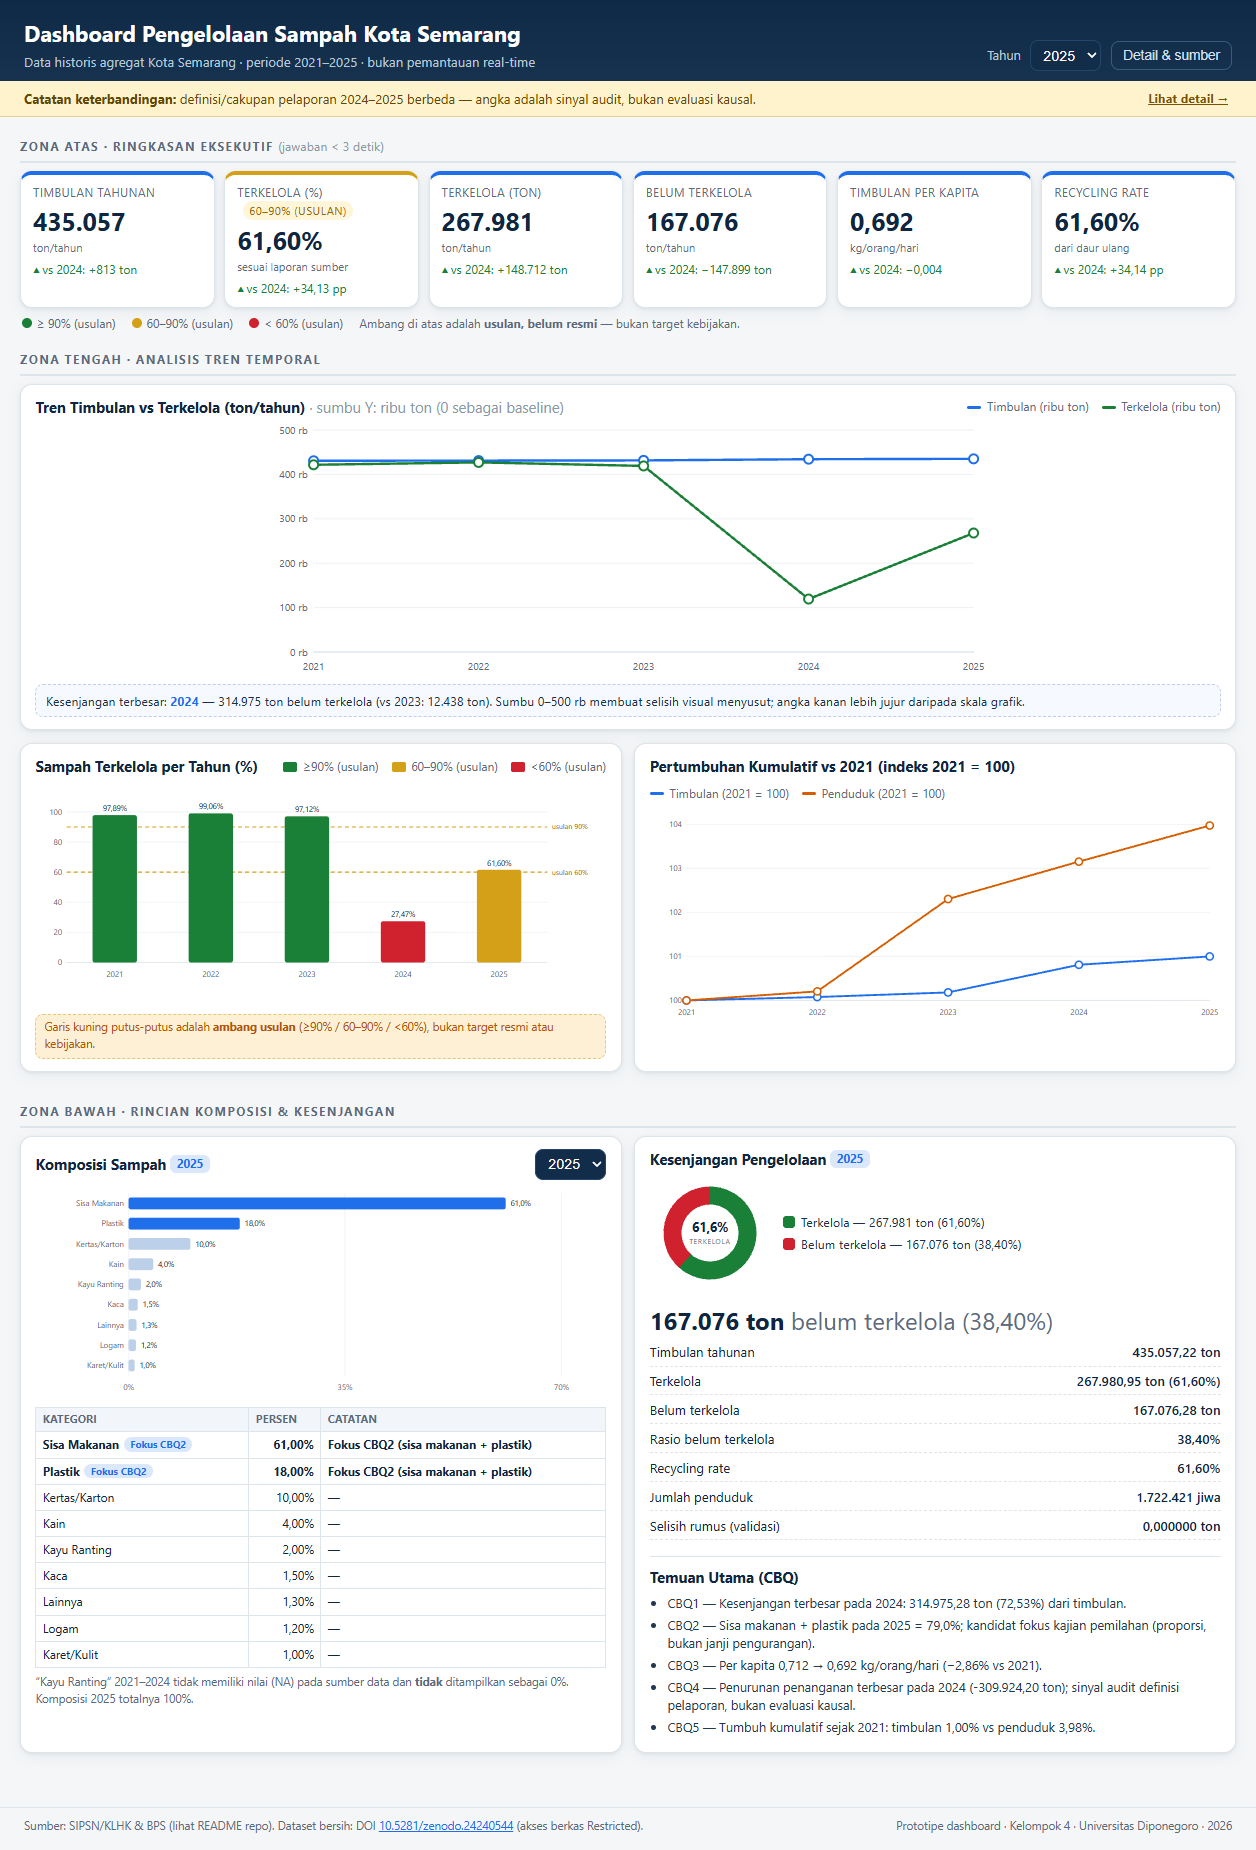 Dashboard Pengelolaan Sampah Kota Semarang
Data historis agregat Kota Semarang · periode 2021–2025 · bukan pemantauan real-time
Tahun 2025 Detail & sumber
Catatan keterbandingan: definisi/cakupan pelaporan 2024–2025 berbeda — angka adalah sinyal audit, bukan evaluasi kausal.
Lihat detail →
ZONA ATAS · RINGKASAN EKSEKUTIF (jawaban < 3 detik)
TIMBULAN TAHUNAN
435.057
ton/tahun
▲ vs 2024: +813 ton
TERKELOLA (%)
60–90% (USULAN)
61,60%
sesuai laporan sumber
▲ vs 2024: +34,13 pp
TERKELOLA (TON)
267.981
ton/tahun
▲ vs 2024: +148.712 ton
BELUM TERKELOLA
167.076
ton/tahun
▲ vs 2024: −147.899 ton
TIMBULAN PER KAPITA
0,692
kg/orang/hari
▲ vs 2024: −0,004
RECYCLING RATE
61,60%
dari daur ulang
▲ vs 2024: +34,14 pp
≥ 90% (usulan) 60–90% (usulan) < 60% (usulan) Ambang di atas adalah usulan, belum resmi — bukan target kebijakan.
ZONA TENGAH · ANALISIS TREN TEMPORAL
Tren Timbulan vs Terkelola (ton/tahun) · sumbu Y: ribu ton (0 sebagai baseline)
Timbulan (ribu ton) Terkelola (ribu ton)
500 rb
400 rb
300 rb
200 rb
100 rb
0 rb
2021 2022 2023 2024 2025
Kesenjangan terbesar: 2024 — 314.975 ton belum terkelola (vs 2023: 12.438 ton). Sumbu 0–500 rb membuat selisih visual menyusut; angka kanan lebih jujur daripada skala grafik.
Sampah Terkelola per Tahun (%)
≥90% (usulan) 60–90% (usulan) <60% (usulan)
100
80
60
40
20
0
97,89% 99,06% 97,12% 27,47% 61,60%
usulan 90%
usulan 60%
2021 2022 2023 2024 2025
Garis kuning putus-putus adalah ambang usulan (≥90% / 60–90% / <60%), bukan target resmi atau
kebijakan.
Pertumbuhan Kumulatif vs 2021 (indeks 2021 = 100)
Timbulan (2021 = 100) Penduduk (2021 = 100)
104
103
102
101
100
2021 2022 2023 2024 2025
ZONA BAWAH · RINCIAN KOMPOSISI & KESENJANGAN
Komposisi Sampah 2025
2025
Sisa Makanan 61,0%
Plastik 18,0%
Kertas/Karton 10,0%
Kain 4,0%
Kayu Ranting 2,0%
Kaca 1,5%
Lainnya 1,3%
Logam 1,2%
Karet/Kulit 1,0%
0% 35% 70%
KATEGORI PERSEN CATATAN
Sisa Makanan Fokus CBQ2 61,00% Fokus CBQ2 (sisa makanan + plastik)
Plastik Fokus CBQ2 18,00% Fokus CBQ2 (sisa makanan + plastik)
Kertas/Karton 10,00% —
Kain 4,00% —
Kayu Ranting 2,00% —
Kaca 1,50% —
Lainnya 1,30% —
Logam 1,20% —
Karet/Kulit 1,00% —
“Kayu Ranting” 2021–2024 tidak memiliki nilai (NA) pada sumber data dan tidak ditampilkan sebagai 0%.
Komposisi 2025 totalnya 100%.
Kesenjangan Pengelolaan 2025
61,6%
TERKELOLA
Terkelola — 267.981 ton (61,60%)
Belum terkelola — 167.076 ton (38,40%)
167.076 ton belum terkelola (38,40%)
Timbulan tahunan 435.057,22 ton
Terkelola 267.980,95 ton (61,60%)
Belum terkelola 167.076,28 ton
Rasio belum terkelola 38,40%
Recycling rate 61,60%
Jumlah penduduk 1.722.421 jiwa
Selisih rumus (validasi) 0,000000 ton
Temuan Utama (CBQ)
• CBQ1 — Kesenjangan terbesar pada 2024: 314.975,28 ton (72,53%) dari timbulan.
• CBQ2 — Sisa makanan + plastik pada 2025 = 79,0%; kandidat fokus kajian pemilahan (proporsi,
bukan janji pengurangan).
• CBQ3 — Per kapita 0,712 → 0,692 kg/orang/hari (−2,86% vs 2021).
• CBQ4 — Penurunan penanganan terbesar pada 2024 (-309.924,20 ton); sinyal audit definisi
pelaporan, bukan evaluasi kausal.
• CBQ5 — Tumbuh kumulatif sejak 2021: timbulan 1,00% vs penduduk 3,98%.
Sumber: SIPSN/KLHK & BPS (lihat README repo). Dataset bersih: DOI 10.5281/zenodo.24240544 (akses berkas Restricted).
Prototipe dashboard · Kelompok 4 · Universitas Diponegoro · 2026